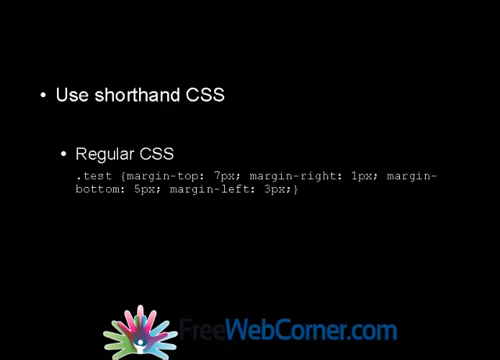 • Use shorthand CSS
• Regular CSS
.test {margin-top: 7px; margin-right: 1px; margin-
bottom: 5px; margin-left: 3px;}
FreeWebCorner.com